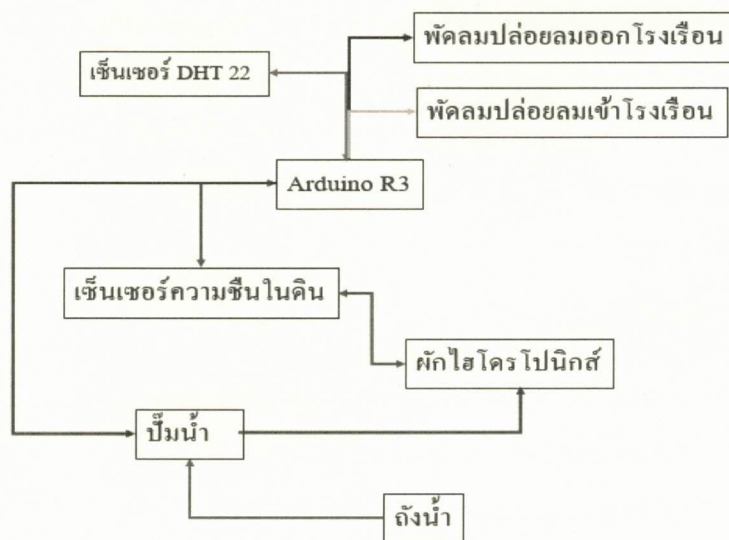 พัดลมปล่อยลมออกโรงเรือน
เซ็นเซอร์ DHT 22
พัดลมปล่อยลมเข้าโรงเรือน
Arduino R3
เซ็นเซอร์ความชืนในดิน
ผักไฮโดรโปนิกส์
ปั๊มน้ำ
ถังน้ำ